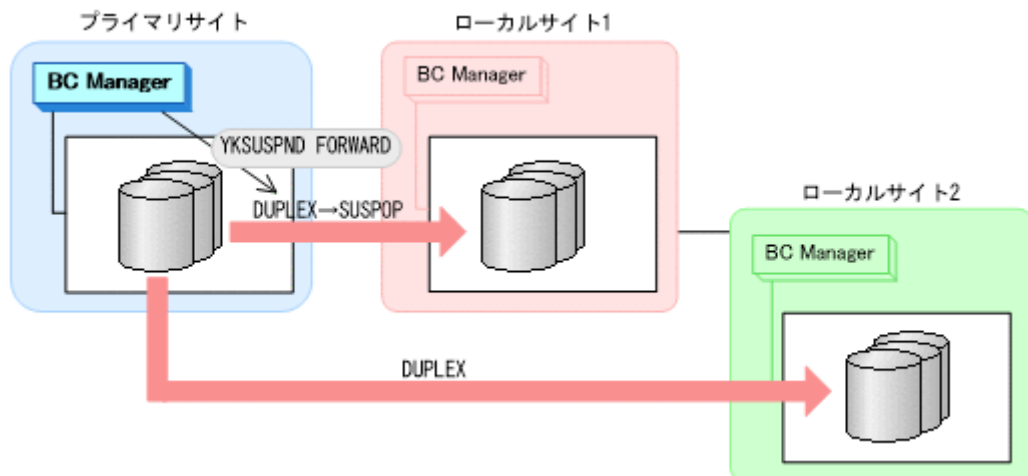 プライマリサイト
ローカルサイト1
BC Manager
BC Manager
YKSUSPND FORWARD
DUPLEX→SUSPOP
ローカルサイト2
BC Manager
DUPLEX